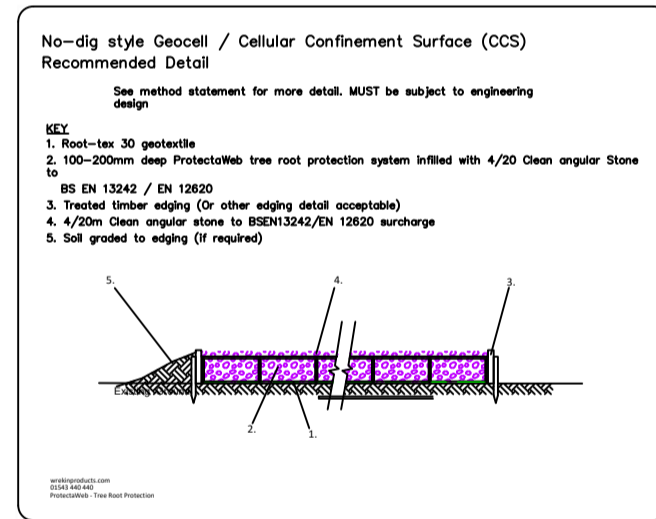 No-dig style Geocell / Cellular Confinement Surface (CCS)
Recommended Detail
See method statement for more detail. MUST be subject to engineering
design
KEY
1. Root-tex 30 geotextile
2. 100-200mm deep ProtectaWeb tree root protection system infilled with 4/20 Clean angular Stone
to
BS EN 13242 / EN 12620
3. Treated timber edging (Or other edging detail acceptable)
4. 4/20m Clean angular stone to BSEN13242/EN 12620 surcharge
5. Soil graded to edging (if required)
5.
4.
3.
Existing Ground
2.
1.
wrekinproducts.com
01543 440 440
ProtectaWeb - Tree Root Protection